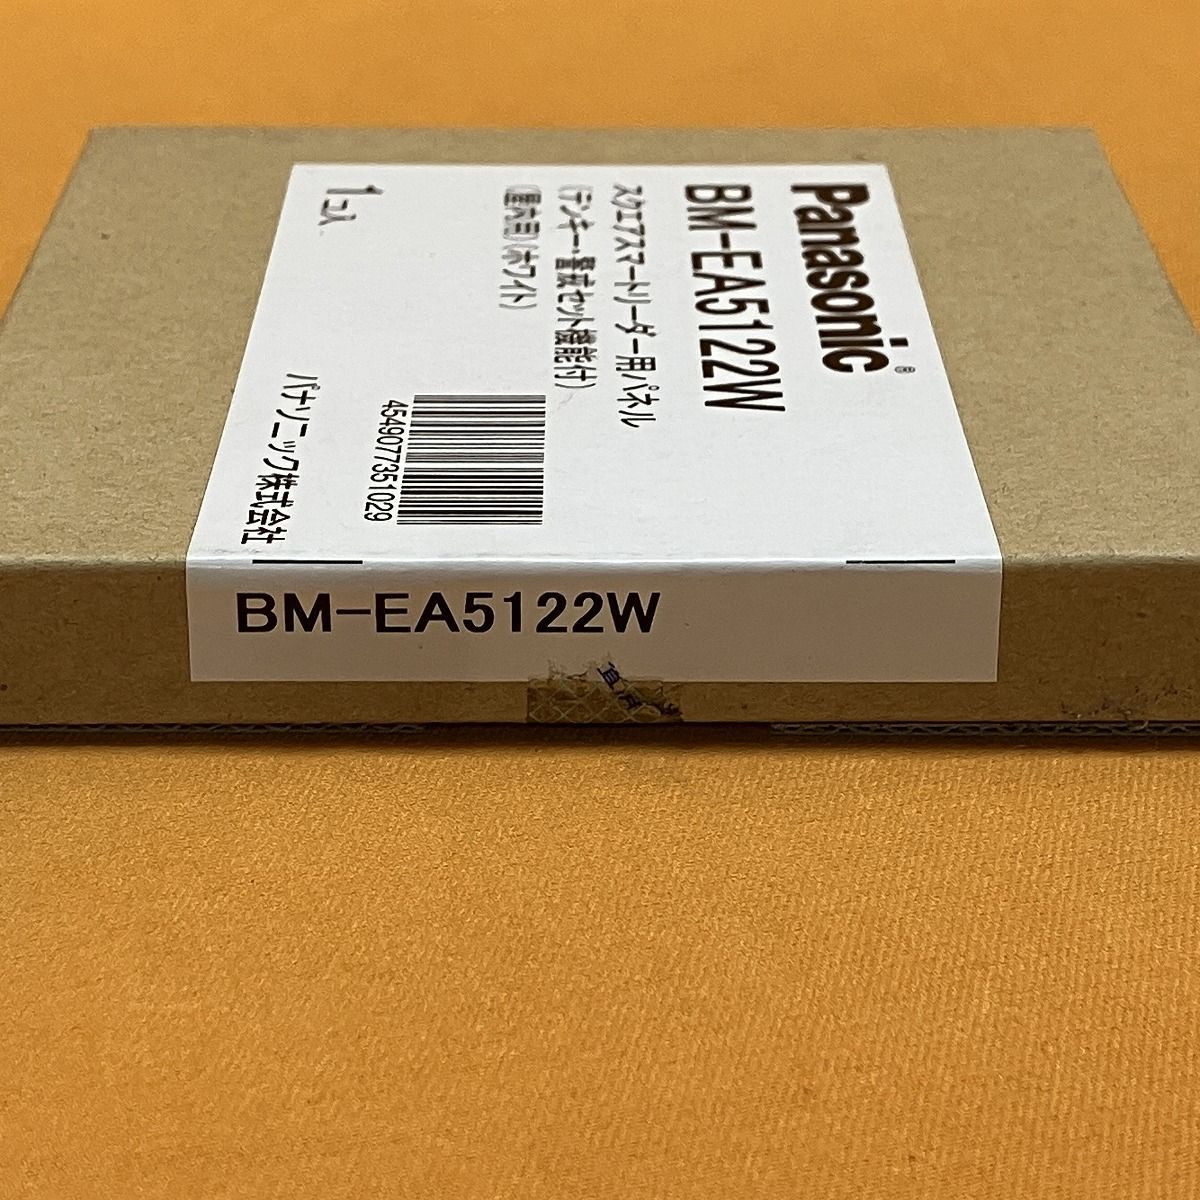 Panasonic®
BM-EA5122W
スクエアスマートリーダー用パネル
(テンキー・警戒セット機能付)
(屋内用)(ホワイト)
1コ入
4549077351029
パナソニック株式会社
BM-EA5122W